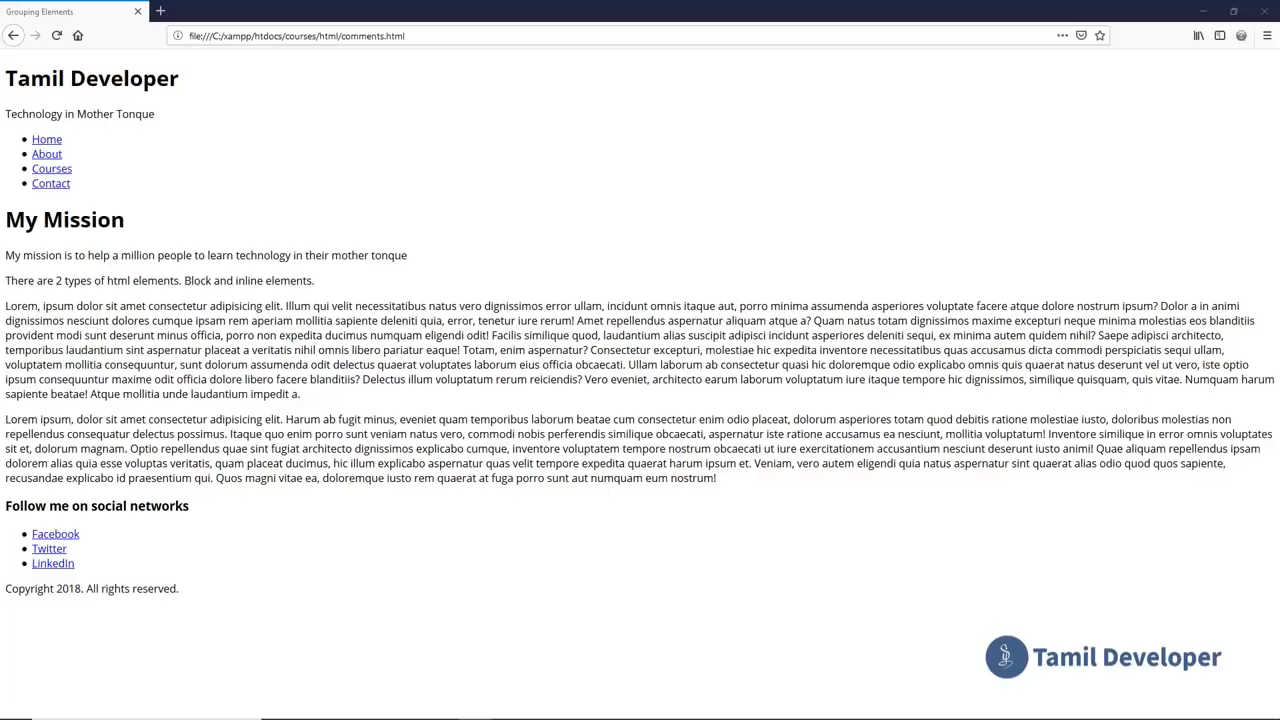 Grouping Elements
file:///C:/xampp/htdocs/courses/html/comments.html
Tamil Developer
Technology in Mother Tonque
Home
About
Courses
Contact
My Mission
My mission is to help a million people to learn technology in their mother tonque
There are 2 types of html elements. Block and inline elements.
Lorem, ipsum dolor sit amet consectetur adipisicing elit. Illum qui velit necessitatibus natus vero dignissimos error ullam, incidunt omnis itaque aut, porro minima assumenda asperiores voluptate facere atque dolore nostrum ipsum? Dolor a in animi
dignissimos nesciunt dolores cumque ipsam rem aperiam mollitia sapiente deleniti quia, error, tenetur iure rerum! Amet repellendus aspernatur aliquam atque a? Quam natus totam dignissimos maxime excepturi neque minima molestias eos blanditiis
provident modi sunt deserunt minus officia, porro non expedita ducimus numquam eligendi odit! Facilis similique quod, laudantium alias suscipit adipisci incidunt asperiores deleniti sequi, ex minima autem quidem nihil? Saepe adipisci architecto,
temporibus laudantium sint aspernatur placeat a veritatis nihil omnis libero pariatur eaque! Totam, enim aspernatur? Consectetur excepturi, molestiae hic expedita inventore necessitatibus quas accusamus dicta commodi perspiciatis sequi ullam,
voluptatem mollitia consequuntur, sunt dolorum assumenda odit delectus quaerat voluptates laborum eius officia obcaecati. Ullam laborum ab consectetur quasi hic doloremque odio explicabo omnis quis quaerat natus deserunt vel ut vero, iste optio
ipsum consequuntur maxime odit officia dolore libero facere blanditiis? Delectus illum voluptatum rerum reiciendis? Vero eveniet, architecto earum laborum voluptatum iure itaque tempore hic dignissimos, similique quisquam, quis vitae. Numquam harum
sapiente beatae! Atque mollitia unde laudantium impedit a.
Lorem ipsum, dolor sit amet consectetur adipisicing elit. Harum ab fugit minus, eveniet quam temporibus laborum beatae cum consectetur enim odio placeat, dolorum asperiores totam quod debitis ratione molestiae iusto, doloribus molestias non
repellendus consequatur delectus possimus. Itaque quo enim porro sunt veniam natus vero, commodi nobis perferendis similique obcaecati, aspernatur iste ratione accusamus ea nesciunt, mollitia voluptatum! Inventore similique in error omnis voluptates
sit et, dolorum magnam. Optio repellendus quae sint fugiat architecto dignissimos explicabo cumque, inventore voluptatem tempore nostrum obcaecati ut iure exercitationem accusantium nesciunt deserunt iusto animi! Quae aliquam repellendus ipsam
dolorem alias quia esse voluptas veritatis, quam placeat ducimus, hic illum explicabo aspernatur quas velit tempore expedita quaerat harum ipsum et. Veniam, vero autem eligendi quia natus aspernatur sint quaerat alias odio quod quos sapiente,
recusandae explicabo id praesentium qui. Quos magni vitae ea, doloremque iusto rem quaerat at fuga porro sunt aut numquam eum nostrum!
Follow me on social networks
Facebook
Twitter
LinkedIn
Copyright 2018. All rights reserved.
Tamil Developer